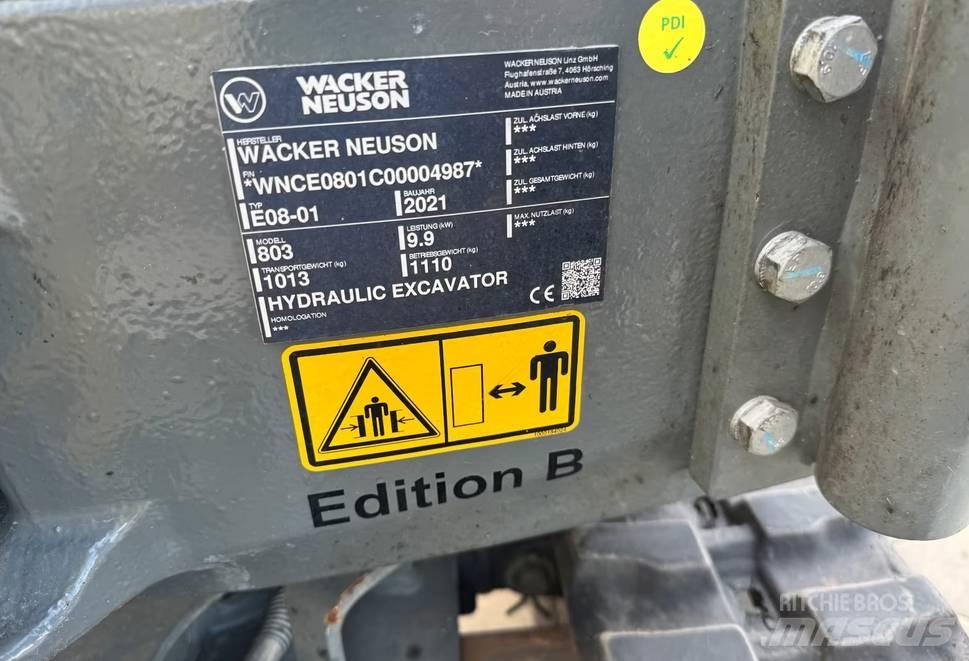 PDI
WACKER
NEUSON
WACKER NEUSON Linz GmbH
Flughafenstraße 7, 4063 Hörsching
Austria, www.wackerneuson.com
MADE IN AUSTRIA
HERSTELLER
WACKER NEUSON
FIN
*WNCE0801C00004987*
TYP
E08-01
BAUJAHR
2021
MODELL
803
LEISTUNG (kW)
9.9
TRANSPORTGEWICHT (kg)
1013
BETRIEBSGEWICHT (kg)
1110
HYDRAULIC EXCAVATOR
HOMOLOGATION
***
ZUL. ACHSLAST VORNE (kg)
***
ZUL. ACHSLAST HINTEN (kg)
***
ZUL. GESAMTGEWICHT (kg)
***
MAX. NUTZLAST (kg)
***
CE
Edition B
RITCHIE BROS
MASCUS